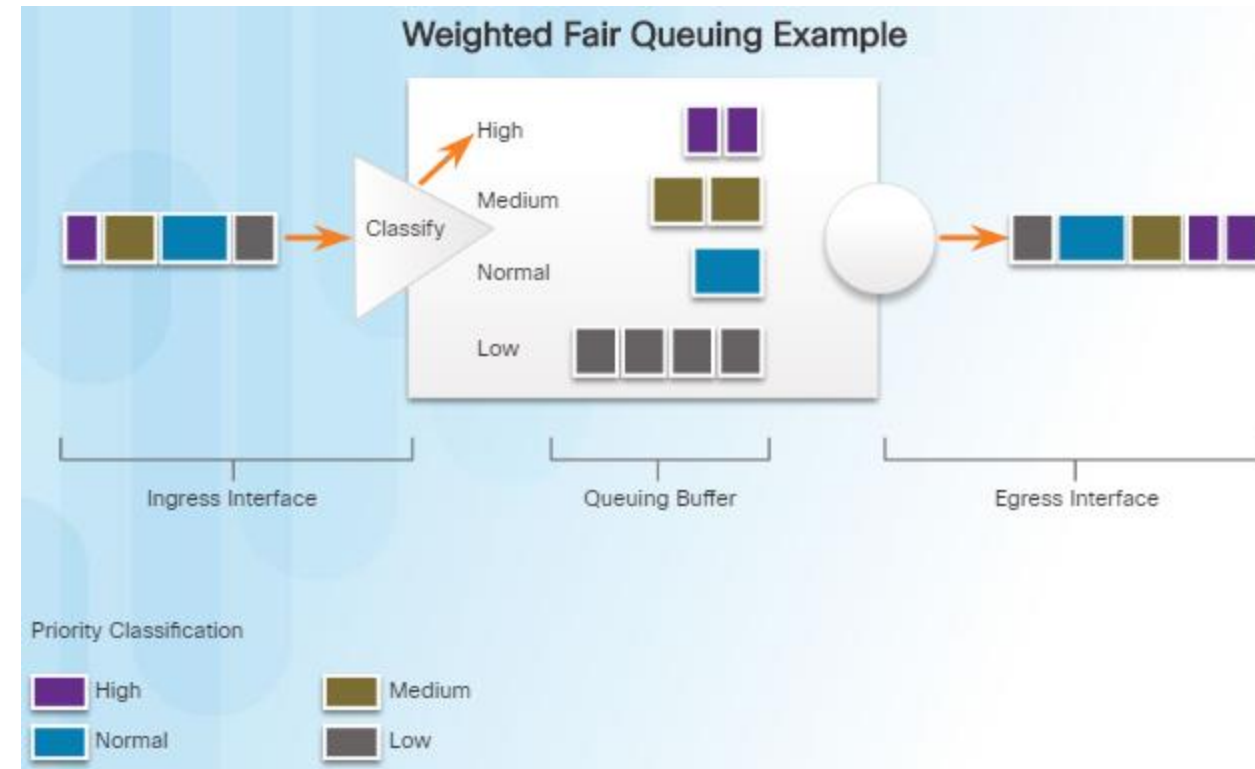 Weighted Fair Queuing Example
High
Medium
Classify
Normal
Low
Ingress Interface
Queuing Buffer
Egress Interface
Priority Classification
High
Medium
Normal
Low